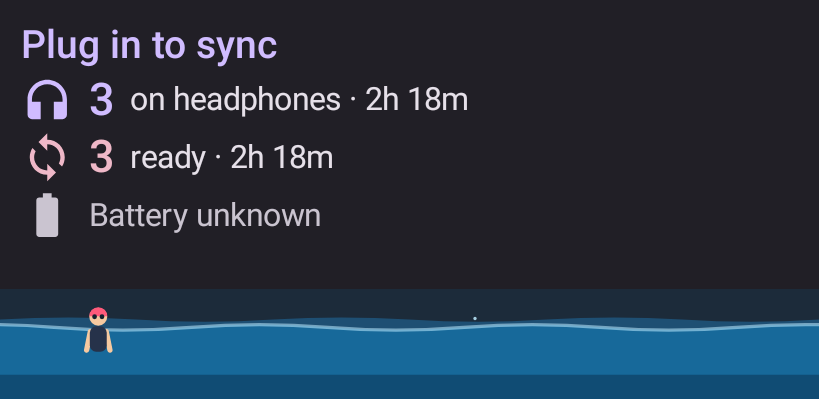 Plug in to sync
3 on headphones · 2h 18m
3 ready · 2h 18m
Battery unknown